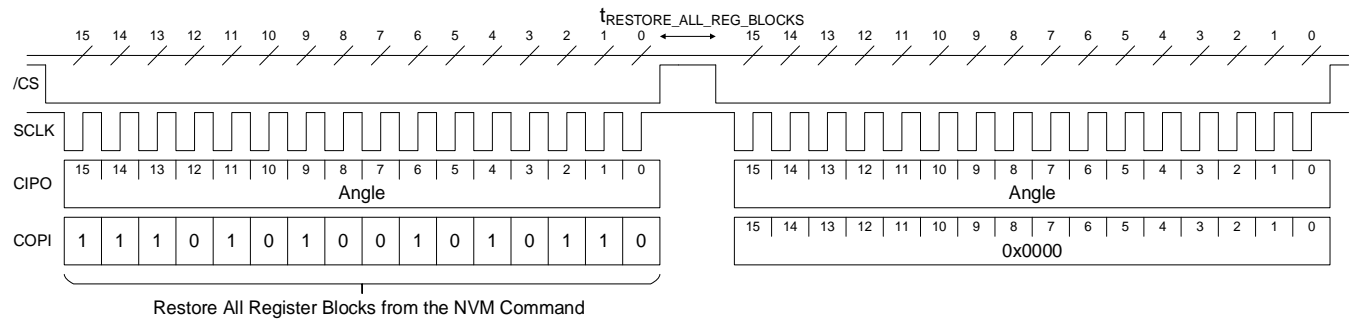 tRESTORE_ALL_REG_BLOCKS
15 14 13 12 11 10 9 8 7 6 5 4 3 2 1 0 15 14 13 12 11 10 9 8 7 6 5 4 3 2 1 0
/CS
SCLK
15 14 13 12 11 10 9 8 7 6 5 4 3 2 1 0 15 14 13 12 11 10 9 8 7 6 5 4 3 2 1 0
CIPO Angle Angle
15 14 13 12 11 10 9 8 7 6 5 4 3 2 1 0
COPI 1 1 1 0 1 0 1 0 0 1 0 1 0 1 1 0 0x0000
Restore All Register Blocks from the NVM Command